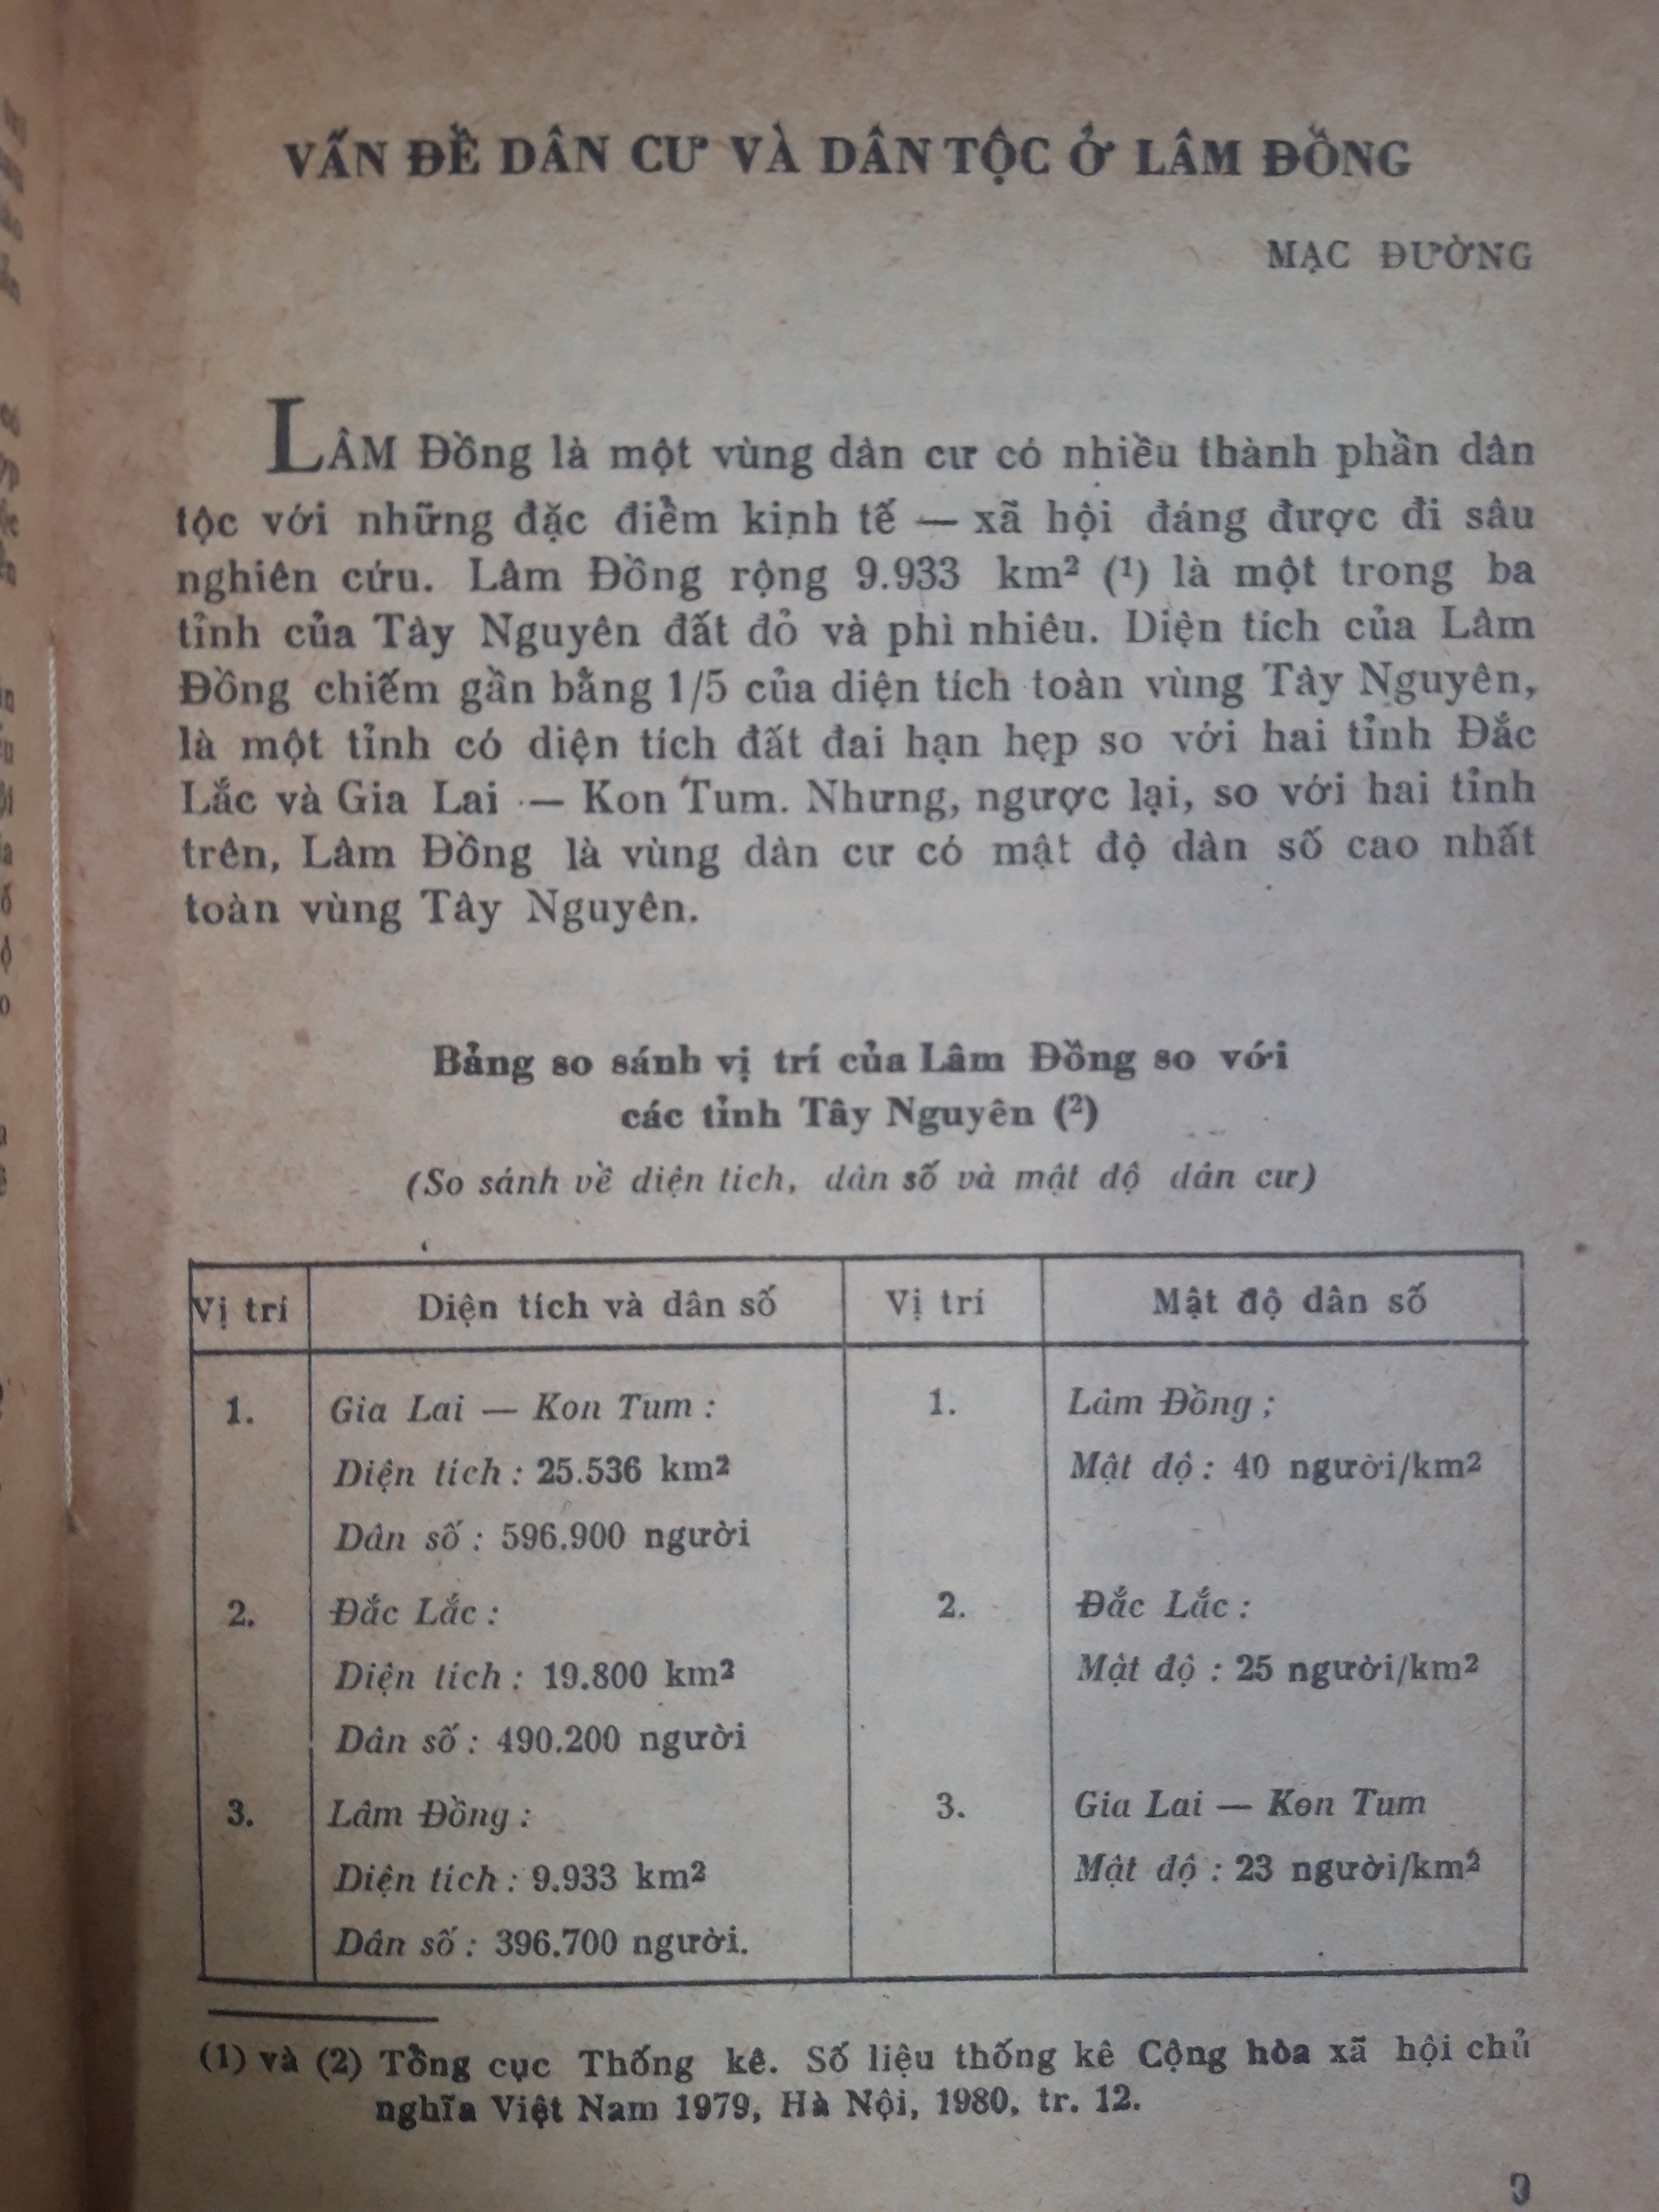 VẤN ĐỀ DÂN CƯ VÀ DÂN TỘC Ở LÂM ĐỒNG
MẠC ĐƯỜNG
LÂM Đồng là một vùng dân cư có nhiều thành phần dân
tộc với những đặc điểm kinh tế — xã hội đáng được đi sâu
nghiên cứu. Lâm Đồng rộng 9.933 km² (¹) là một trong ba
tỉnh của Tây Nguyên đất đỏ và phì nhiêu. Diện tích của Lâm
Đồng chiếm gần bằng 1/5 của diện tích toàn vùng Tây Nguyên,
là một tỉnh có diện tích đất đai hạn hẹp so với hai tỉnh Đắc
Lắc và Gia Lai — Kon Tum. Nhưng, ngược lại, so với hai tỉnh
trên, Lâm Đồng là vùng dân cư có mật độ dân số cao nhất
toàn vùng Tây Nguyên.
Bảng so sánh vị trí của Lâm Đồng so với
các tỉnh Tây Nguyên (²)
(So sánh về diện tích, dân số và mật độ dân cư)
Vị trí Diện tích và dân số Vị trí Mật độ dân số
1. Gia Lai — Kon Tum : 1. Lâm Đồng ;
Diện tích : 25.536 km² Mật độ : 40 người/km²
Dân số : 596.900 người
2. Đắc Lắc : 2. Đắc Lắc :
Diện tích : 19.800 km² Mật độ : 25 người/km²
Dân số : 490.200 người
3. Lâm Đồng : 3. Gia Lai — Kon Tum
Diện tích : 9.933 km² Mật độ : 23 người/km²
Dân số : 396.700 người.
(1) và (2) Tổng cục Thống kê. Số liệu thống kê Cộng hòa xã hội chủ
nghĩa Việt Nam 1979, Hà Nội, 1980, tr. 12.
9